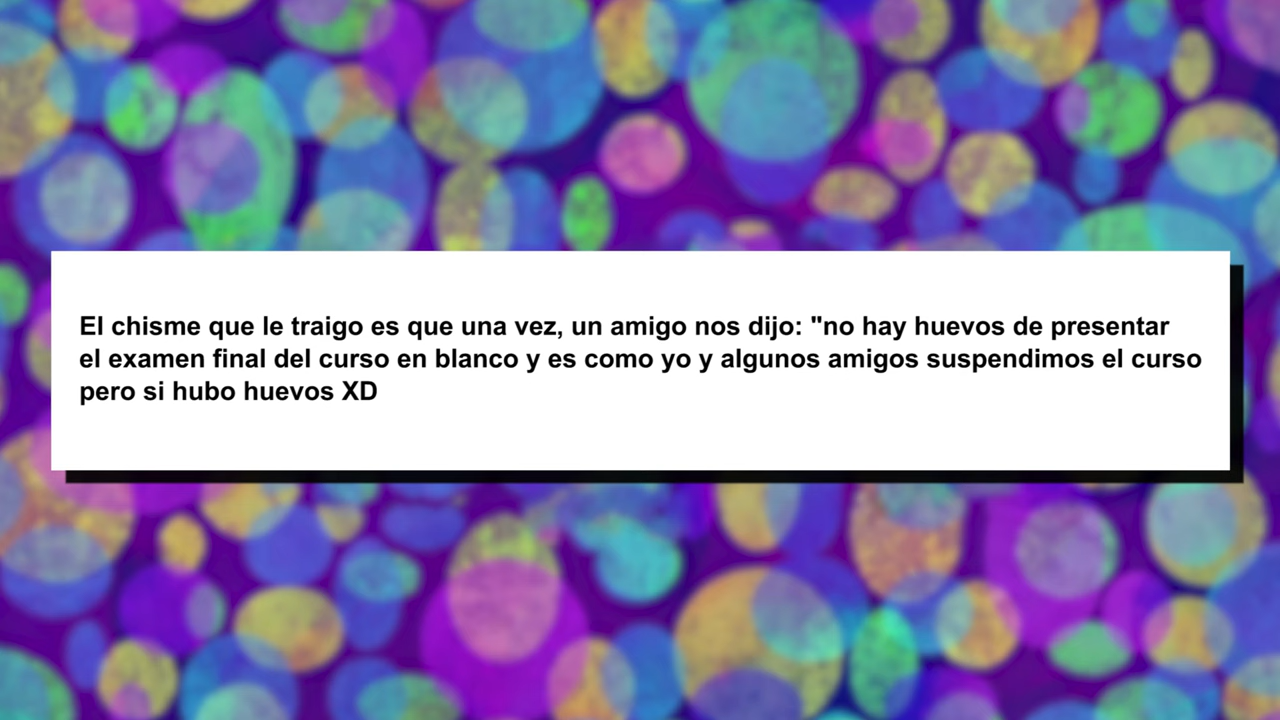 El chisme que le traigo es que una vez, un amigo nos dijo: "no hay huevos de presentar
el examen final del curso en blanco y es como yo y algunos amigos suspendimos el curso
pero si hubo huevos XD